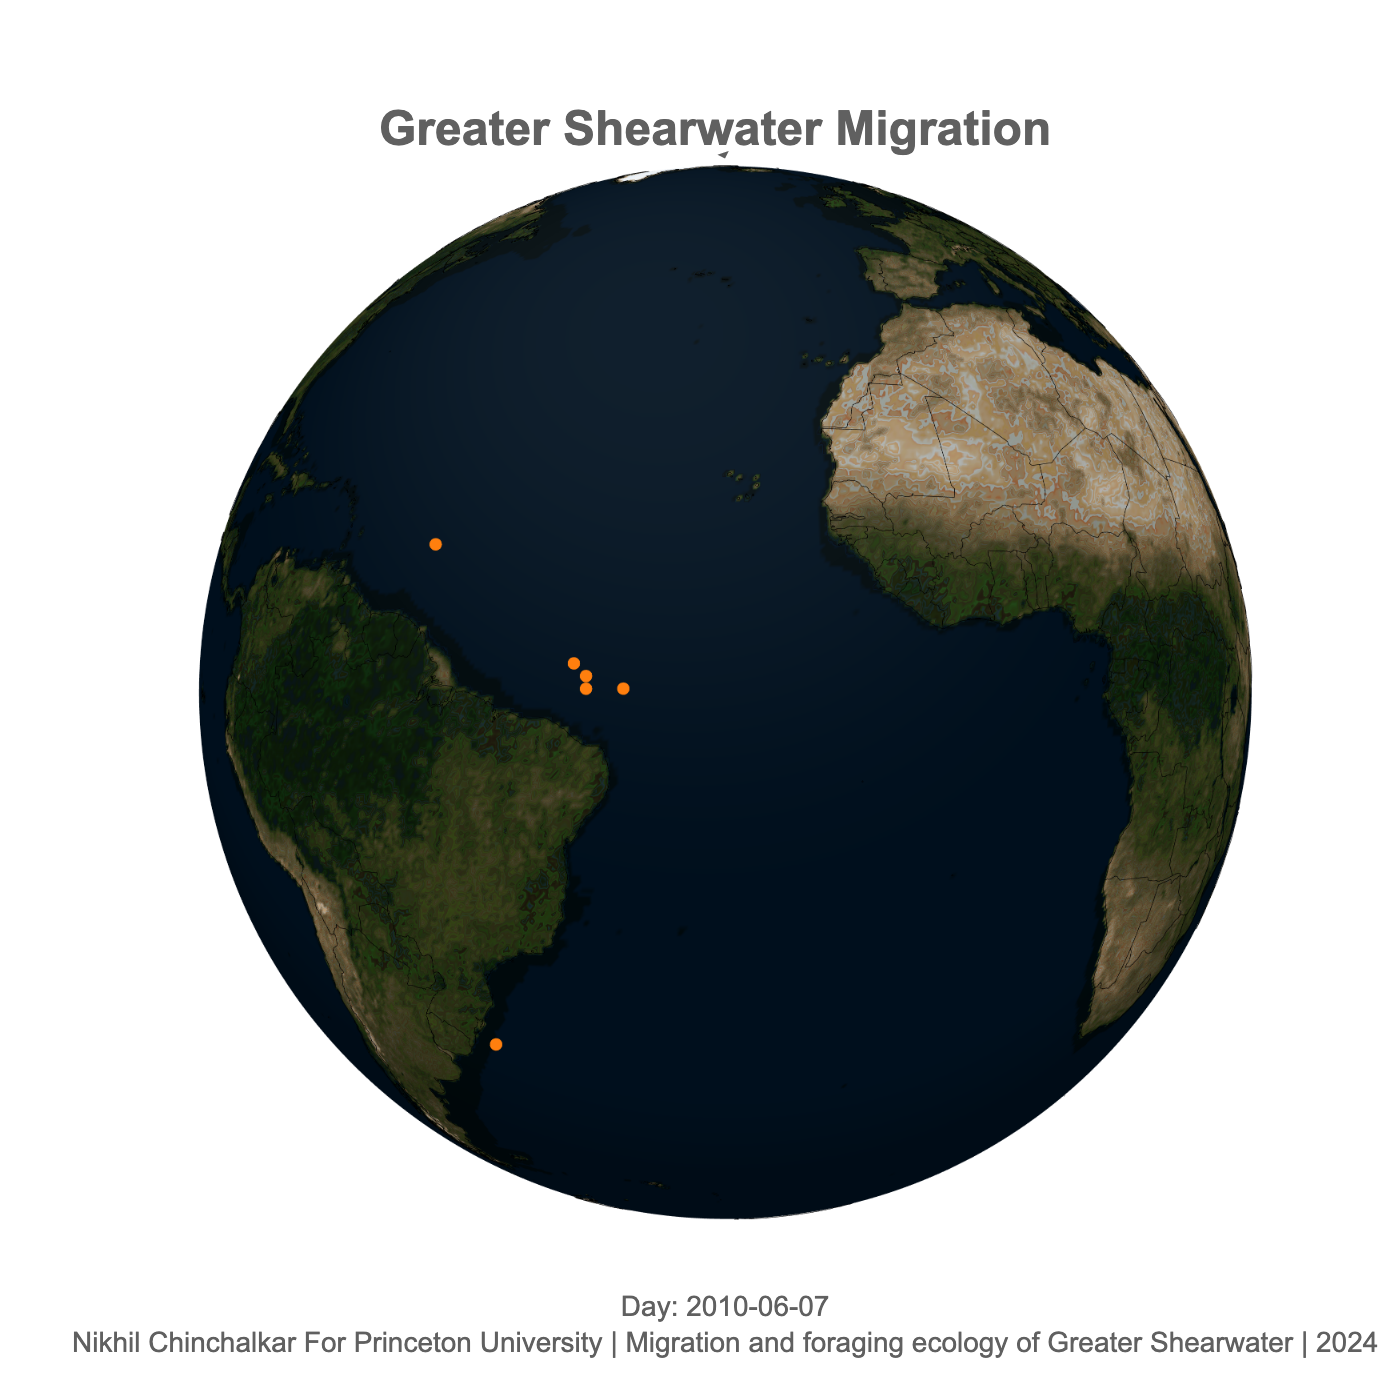 Greater Shearwater Migration
Day: 2010-06-07
Nikhil Chinchalkar For Princeton University | Migration and foraging ecology of Greater Shearwater | 2024